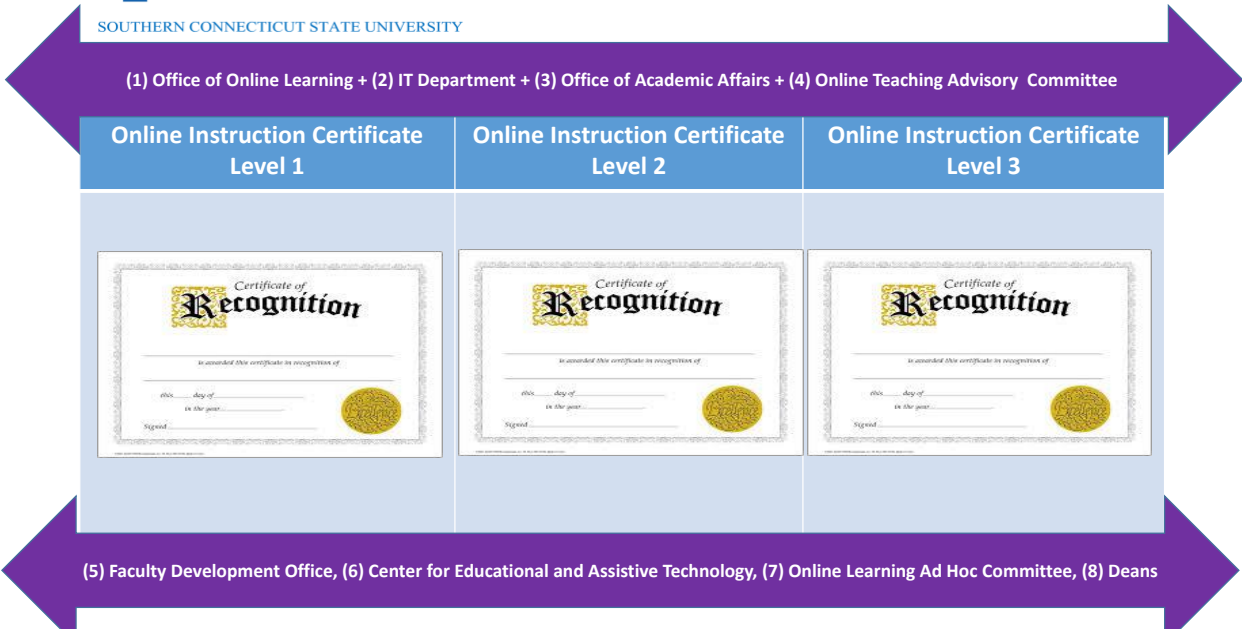 SOUTHERN CONNECTICUT STATE UNIVERSITY
(1) Office of Online Learning + (2) IT Department + (3) Office of Academic Affairs + (4) Online Teaching Advisory Committee
Online Instruction Certificate
Level 1
Online Instruction Certificate
Level 2
Online Instruction Certificate
Level 3
Certificate of
Recognition
is awarded this certificate in recognition of
this day of
in the year
Excellence
Signed
Certificate of
Recognition
is awarded this certificate in recognition of
this day of
in the year
Excellence
Signed
Certificate of
Recognition
is awarded this certificate in recognition of
this day of
in the year
Excellence
Signed
(5) Faculty Development Office, (6) Center for Educational and Assistive Technology, (7) Online Learning Ad Hoc Committee, (8) Deans